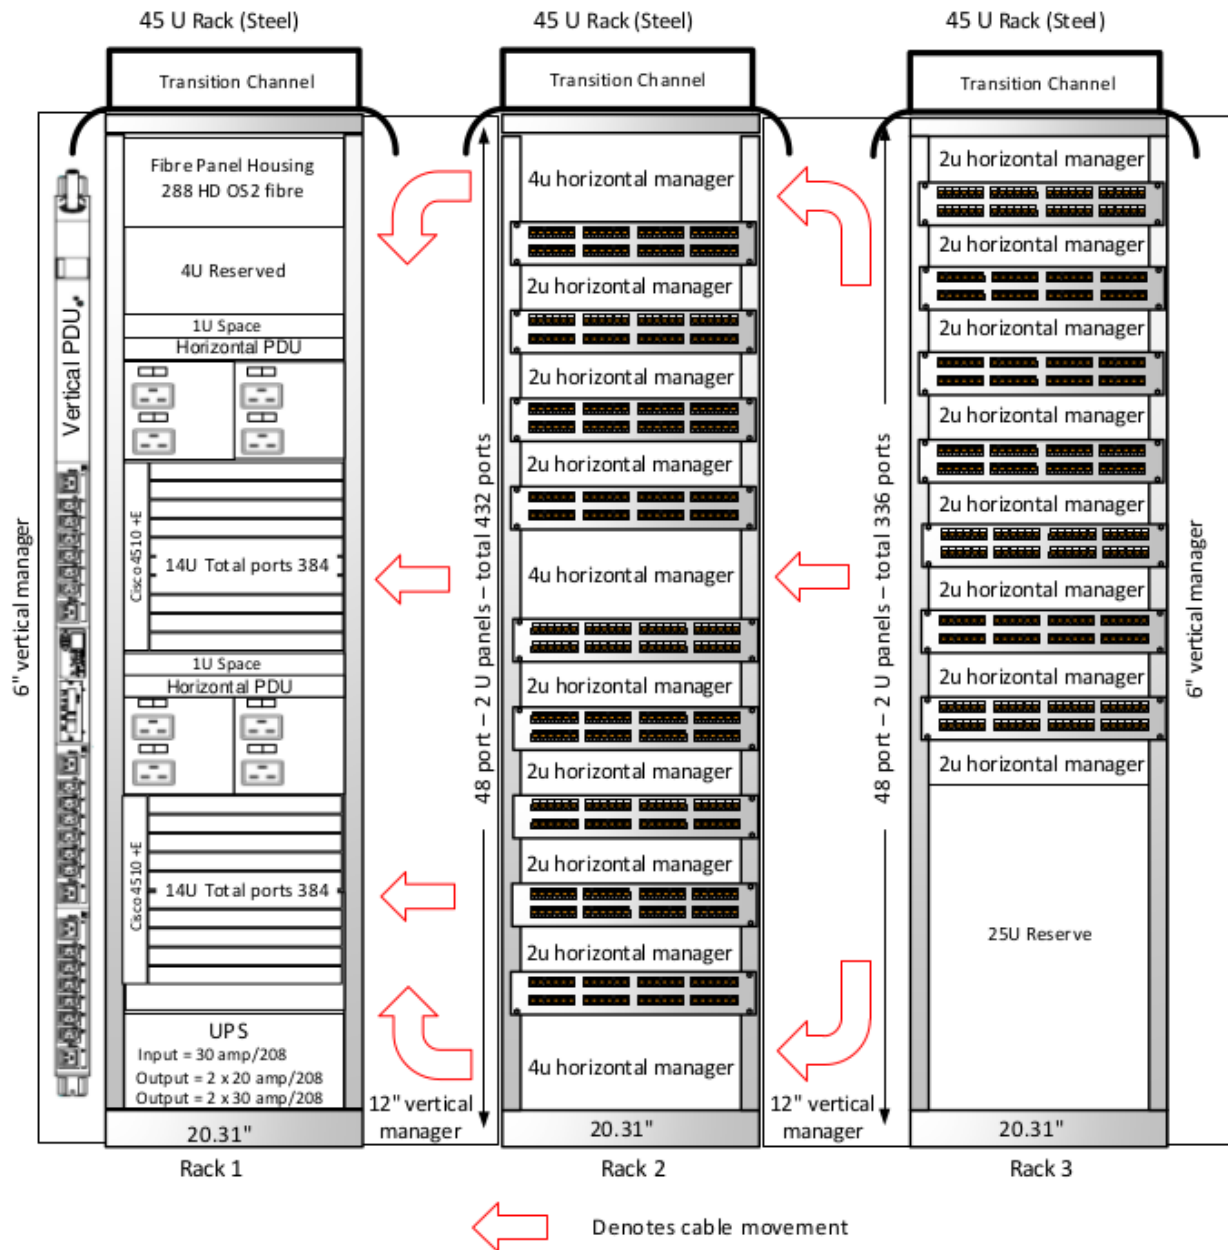 45 U Rack (Steel)
45 U Rack (Steel)
45 U Rack (Steel)
Transition Channel
Transition Channel
Transition Channel
6" vertical manager
Vertical PDU
Fibre Panel Housing
288 HD OS2 fibre
4U Reserved
1U Space
Horizontal PDU
Cisco 4510 +E
14U Total ports 384
1U Space
Horizontal PDU
Cisco 4510 +E
14U Total ports 384
UPS
Input = 30 amp/208
Output = 2 x 20 amp/208
Output = 2 x 30 amp/208
20.31"
Rack 1
12" vertical
manager
48 port – 2 U panels – total 432 ports
4u horizontal manager
2u horizontal manager
2u horizontal manager
2u horizontal manager
4u horizontal manager
2u horizontal manager
2u horizontal manager
2u horizontal manager
2u horizontal manager
4u horizontal manager
20.31"
Rack 2
12" vertical
manager
48 port – 2 U panels – total 336 ports
2u horizontal manager
2u horizontal manager
2u horizontal manager
2u horizontal manager
2u horizontal manager
2u horizontal manager
2u horizontal manager
2u horizontal manager
25U Reserve
20.31"
Rack 3
6" vertical manager
Denotes cable movement